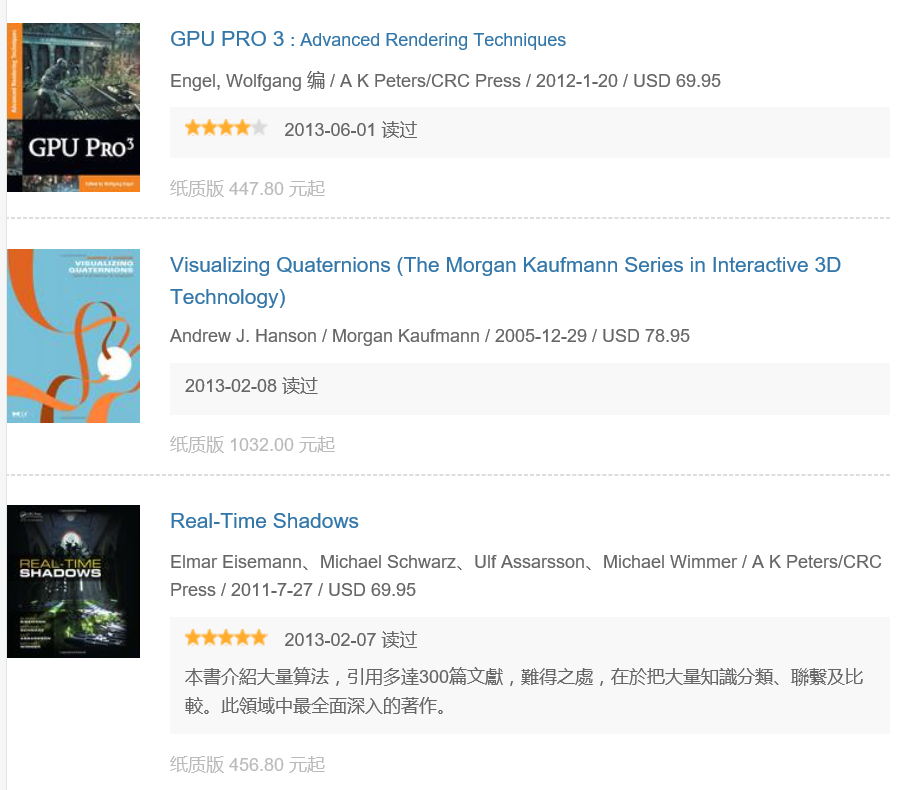 GPU PRO 3 : Advanced Rendering Techniques
Engel, Wolfgang 编 / A K Peters/CRC Press / 2012-1-20 / USD 69.95
GPU PRO³
2013-06-01 读过
纸质版 447.80 元起
Visualizing Quaternions (The Morgan Kaufmann Series in Interactive 3D
Technology)
VISUALIZING
QUATERNIONS
Andrew J. Hanson / Morgan Kaufmann / 2005-12-29 / USD 78.95
2013-02-08 读过
纸质版 1032.00 元起
Real-Time Shadows
REAL-TIME
SHADOWS
Elmar Eisemann、Michael Schwarz、Ulf Assarsson、Michael Wimmer / A K Peters/CRC
Press / 2011-7-27 / USD 69.95
2013-02-07 读过
本書介紹大量算法，引用多達300篇文獻，難得之處，在於把大量知識分類、聯繫及比
較。此領域中最全面深入的著作。
纸质版 456.80 元起